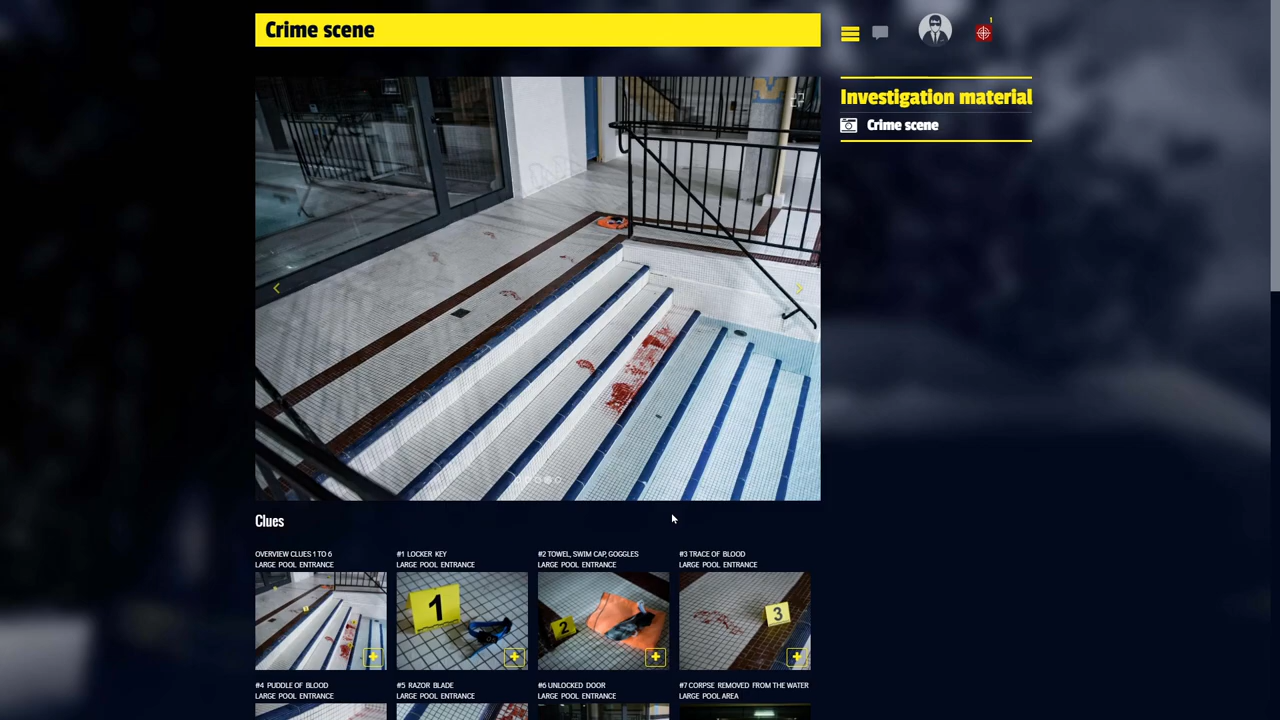 Crime scene
1
Investigation material
Crime scene
Clues
OVERVIEW CLUES 1 TO 6
LARGE POOL ENTRANCE
#1 LOCKER KEY
LARGE POOL ENTRANCE
#2 TOWEL, SWIM CAP, GOGGLES
LARGE POOL ENTRANCE
#3 TRACE OF BLOOD
LARGE POOL ENTRANCE
1
2
3
#4 PUDDLE OF BLOOD
LARGE POOL ENTRANCE
#5 RAZOR BLADE
LARGE POOL ENTRANCE
#6 UNLOCKED DOOR
LARGE POOL ENTRANCE
#7 CORPSE REMOVED FROM THE WATER
LARGE POOL AREA